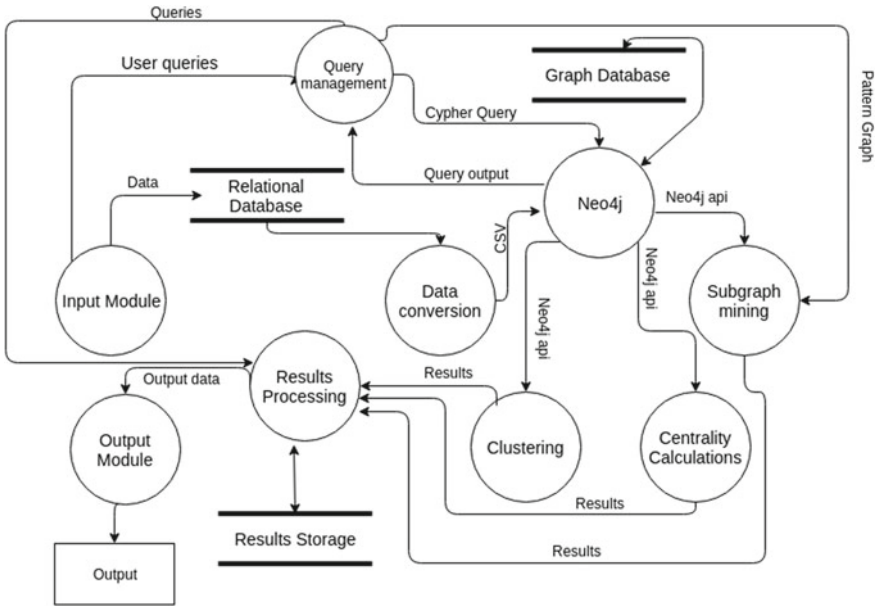 Queries
User queries
Query
management
Graph Database
Pattern Graph
Cypher Query
Query output
Data
Relational
Database
Neo4j
Neo4j api
CSV
Input Module
Data
conversion
Neo4j api
Neo4j api
Subgraph
mining
Results
Processing
Output data
Results
Output
Module
Clustering
Centrality
Calculations
Results
Results Storage
Results
Output